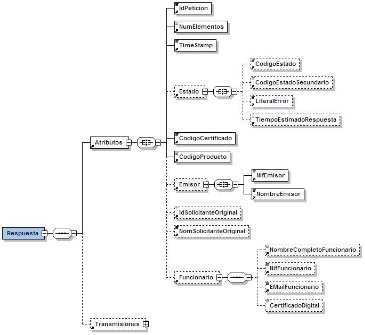 IdPeticion
NumElementos
TimeStamp
CodigoEstado
CodigoEstadoSecundario
Estado
LiteralError
TiempoEstimadoRespuesta
CodigoCertificado
Atributos
CodigoProducto
NifEmisor
Emisor
NombreEmisor
IdSolicitanteOriginal
NomSolicitanteOriginal
Respuesta
NombreCompletoFuncionario
NifFuncionario
Funcionario
EMailFuncionario
CertificadoDigital
Transmisiones